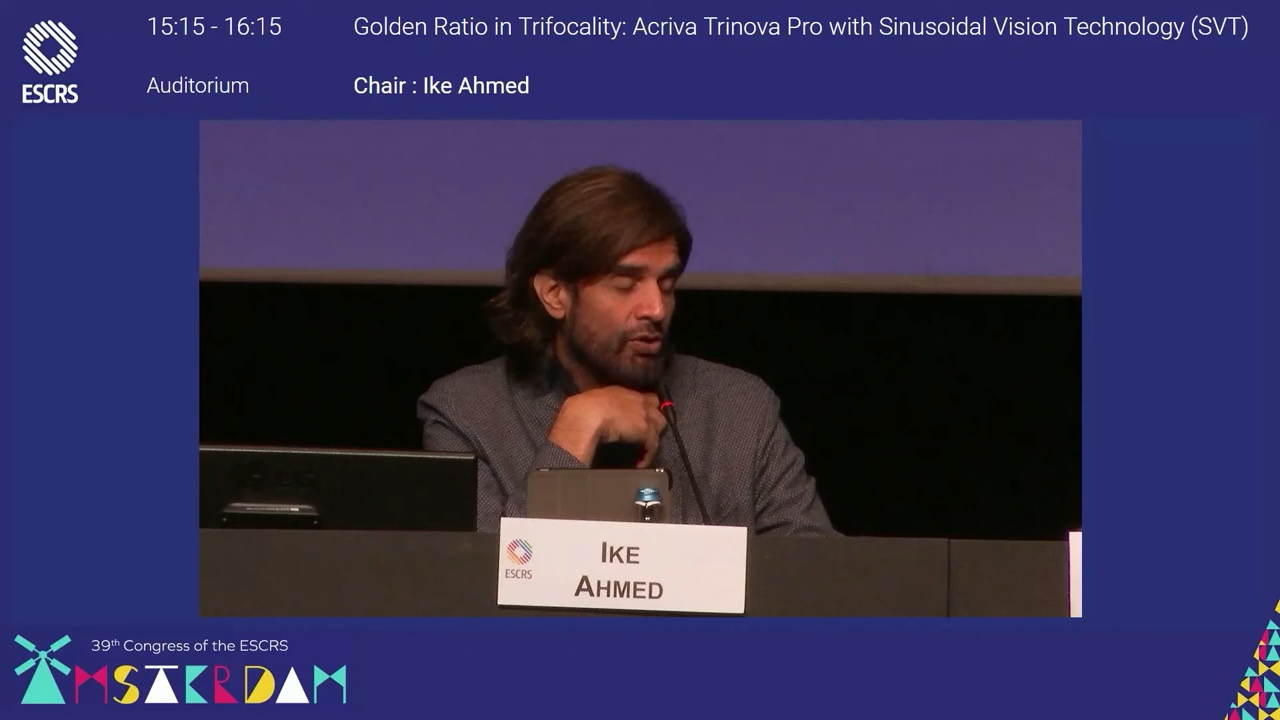 15:15 - 16:15
Golden Ratio in Trifocality: Acriva Trinova Pro with Sinusoidal Vision Technology (SVT)
ESCRS
Auditorium
Chair : Ike Ahmed
ESCRS
IKE
AHMED
39th Congress of the ESCRS
AMSTERDAM